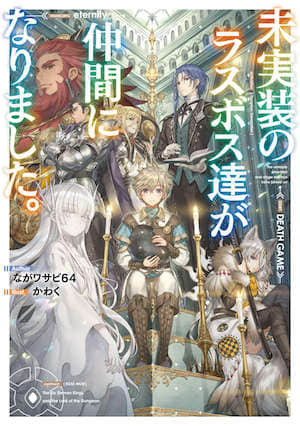 未実装の
ラスボス達が
仲間に
なりました。
eternity
DEATH GAME
ながワサビ64
かわく